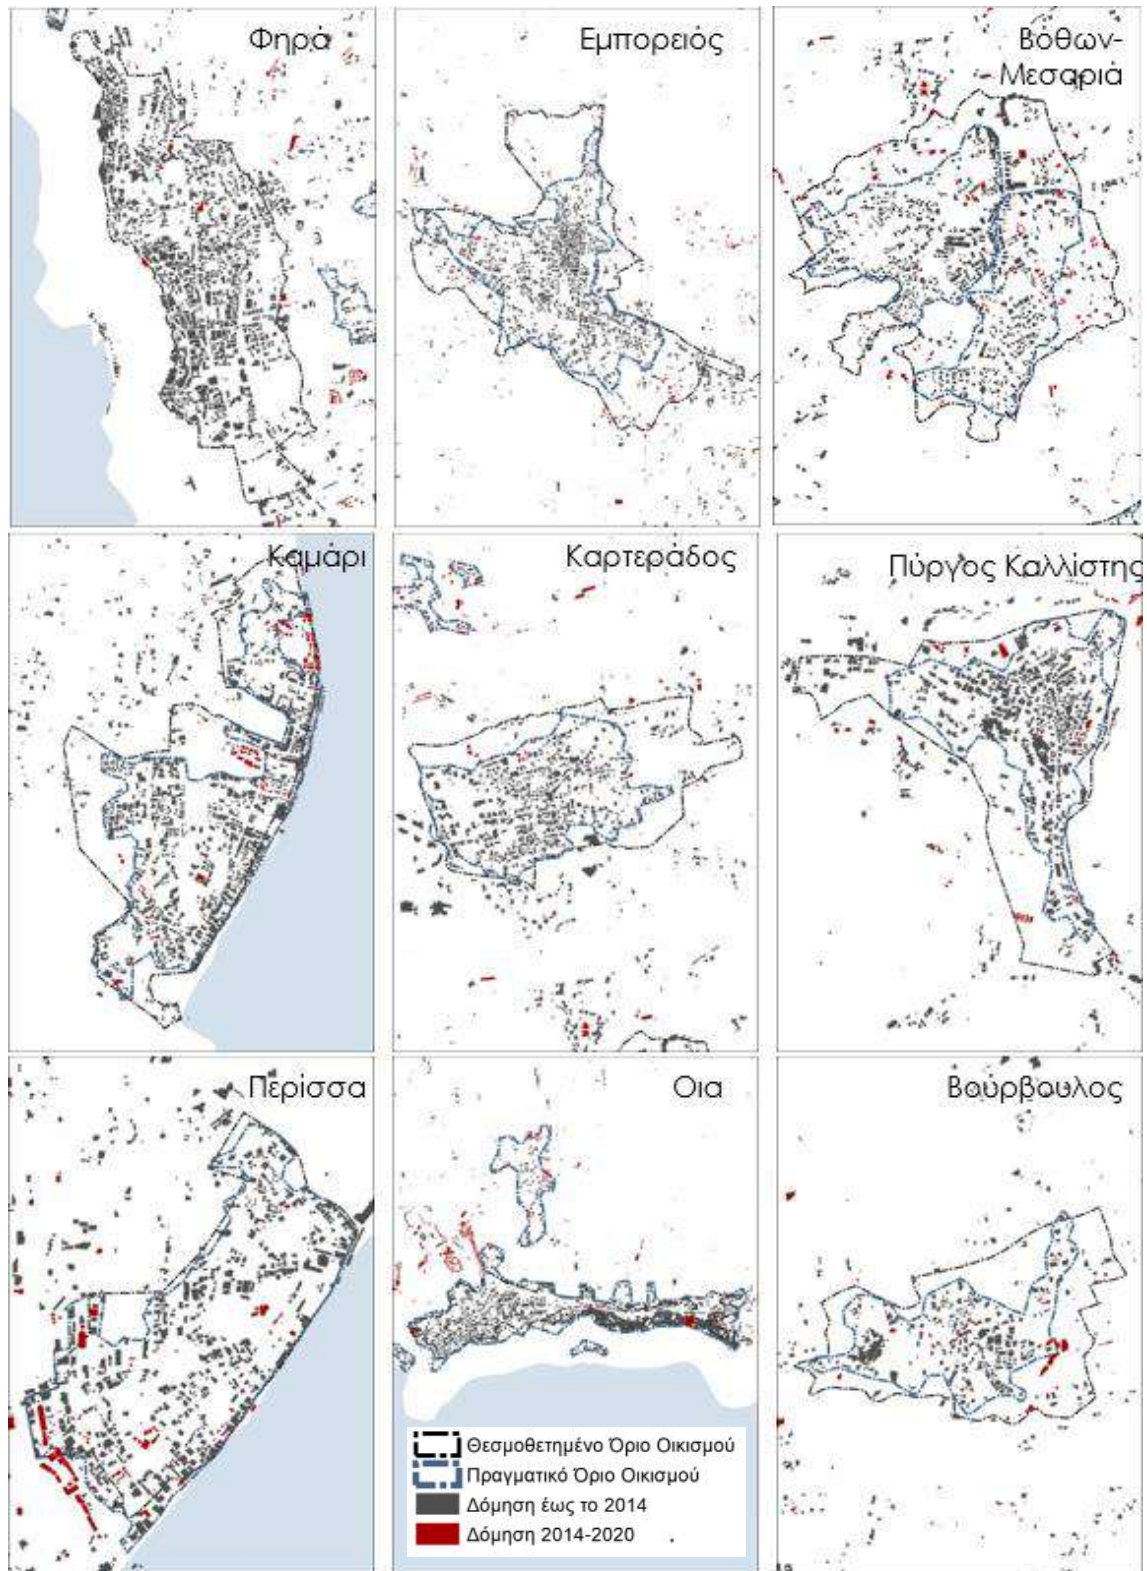 Φηρά
Εμπορειός
Βόθων-
Μεσαριά
Καμάρι
Καρτεράδος
Πύργος Καλλίστης
Περίσσα
Οια
Βούρβουλος
Θεσμοθετημένο Όριο Οικισμού
Πραγματικό Όριο Οικισμού
Δόμηση έως το 2014
Δόμηση 2014-2020